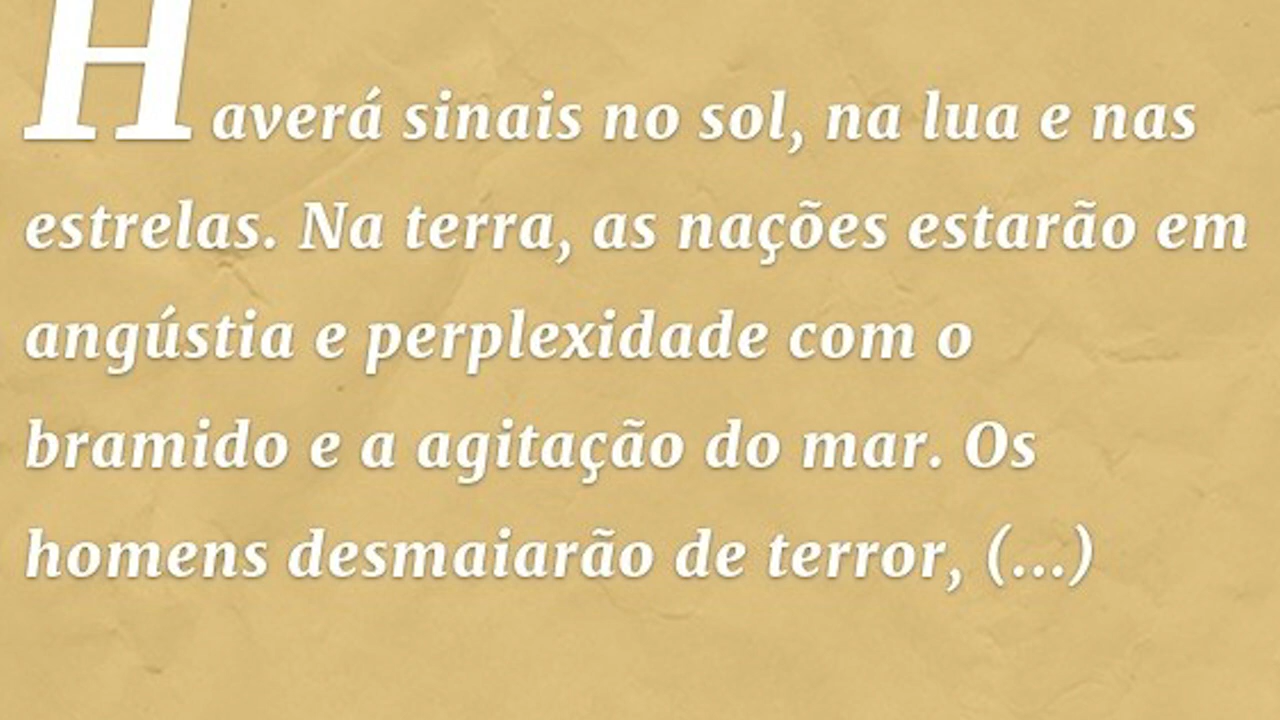 Haverá sinais no sol, na lua e nas
estrelas. Na terra, as nações estarão em
angústia e perplexidade com o
bramido e a agitação do mar. Os
homens desmaiarão de terror, (...)